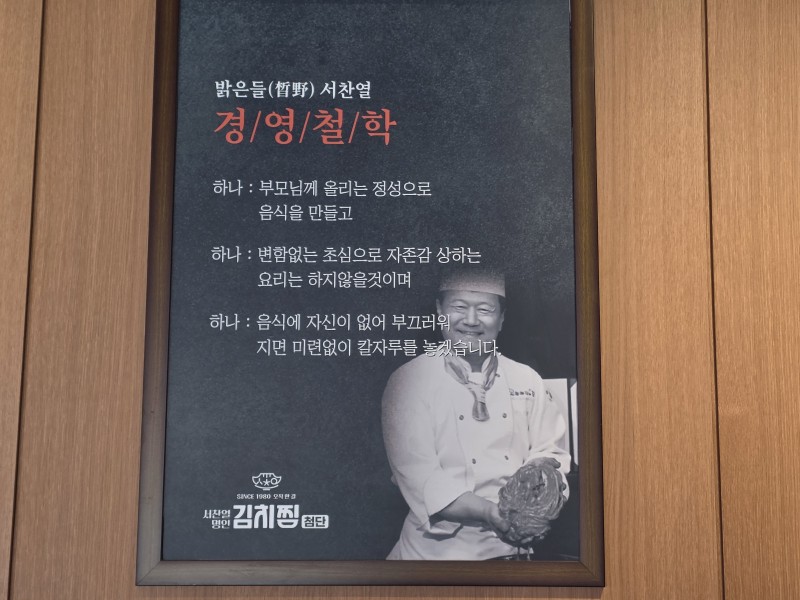 밝은들(晳野) 서찬열
경/영/철/학
하나 : 부모님께 올리는 정성으로
음식을 만들고
하나 : 변함없는 초심으로 자존감 상하는
요리는 하지않을것이며
하나 : 음식에 자신이 없어 부끄러워
지면 미련없이 칼자루를 놓겠습니다.
SINCE 1980 오직 한 길
서찬열
명인 김치찜 첨단